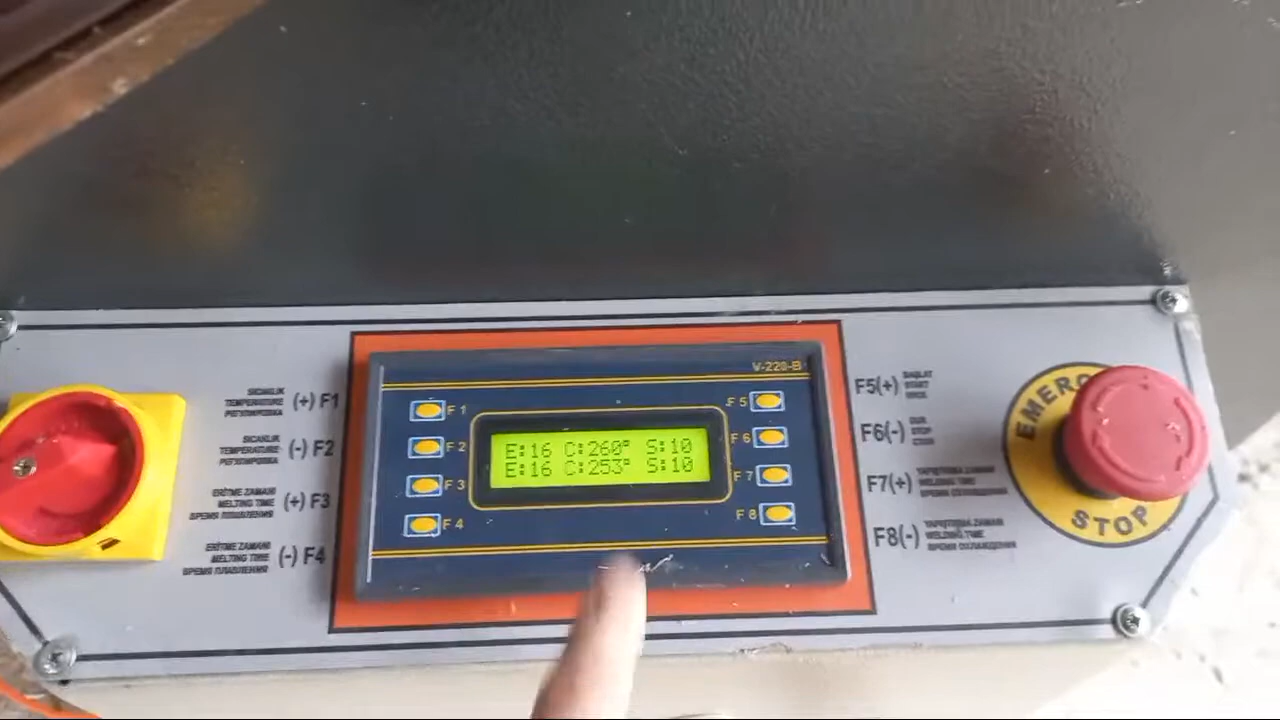 SICAKLIK
TEMPERATURE
РЕГУЛИРОВКА
(+) F1
SICAKLIK
TEMPERATURE
РЕГУЛИРОВКА
(-) F2
ERİTME ZAMANI
MELTING TIME
ВРЕМЯ ПЛАВЛЕНИЯ
(+) F3
ERİTME ZAMANI
MELTING TIME
ВРЕМЯ ПЛАВЛЕНИЯ
(-) F4
V-220-B
F 1
F 2
F 3
F 4
E:16 C:260° S:10
E:16 C:253° S:10
F 5
F 6
F 7
F 8
F5(+)
BAŞLAT
START
F6(-)
DUR
STOP
F7(+)
YAPIŞTIRMA ZAMANI
WELDING TIME
ВРЕМЯ ОХЛАЖДЕНИЯ
F8(-)
YAPIŞTIRMA ZAMANI
WELDING TIME
ВРЕМЯ ОХЛАЖДЕНИЯ
STOP